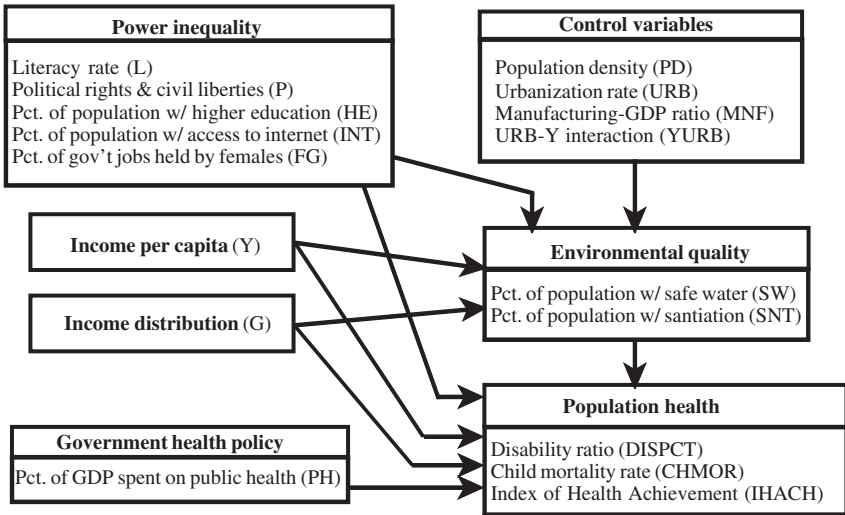 Power inequality
Literacy rate (L)
Political rights & civil liberties (P)
Pct. of population w/ higher education (HE)
Pct. of population w/ access to internet (INT)
Pct. of gov't jobs held by females (FG)
Control variables
Population density (PD)
Urbanization rate (URB)
Manufacturing-GDP ratio (MNF)
URB-Y interaction (YURB)
Income per capita (Y)
Income distribution (G)
Environmental quality
Pct. of population w/ safe water (SW)
Pct. of population w/ santiation (SNT)
Government health policy
Pct. of GDP spent on public health (PH)
Population health
Disability ratio (DISPCT)
Child mortality rate (CHMOR)
Index of Health Achievement (IHACH)